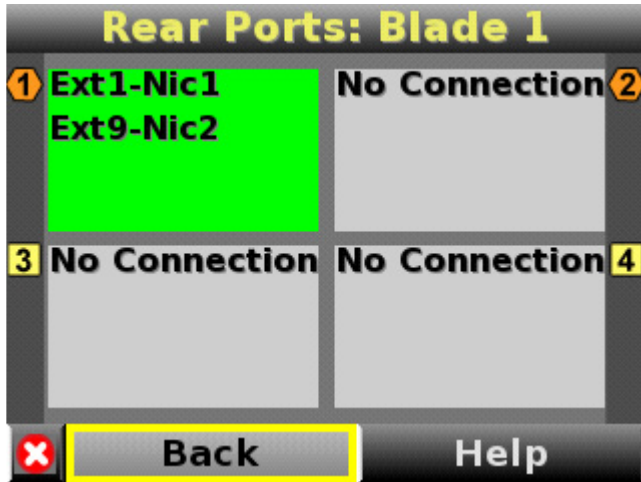 Rear Ports: Blade 1
1 Ext1-Nic1
Ext9-Nic2
No Connection 2
3 No Connection
No Connection 4
Back
Help